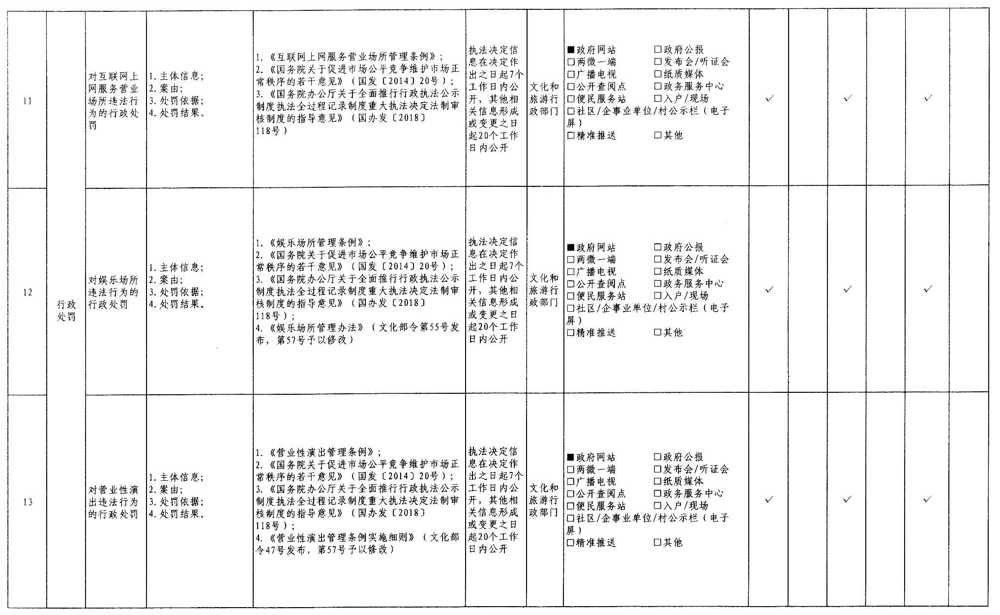 11
行政
处罚
对互联网上
网服务营业
场所违法行
为的行政处
罚
1. 主体信息;
2. 案由;
3. 处罚依据;
4. 处罚结果。
1. 《互联网上网服务营业场所管理条例》;
2. 《国务院关于促进市场公平竞争维护市场正
常秩序的若干意见》（国发〔2014〕20号）;
3. 《国务院办公厅关于全面推行行政执法公示
制度执法全过程记录制度重大执法决定法制审
核制度的指导意见》（国办发〔2018〕
118号）
执法决定信
息在决定作
出之日起7个
工作日内公
开，其他相
关信息形成
或变更之日
起20个工作
日内公开
文化和
旅游行
政部门
■政府网站 □政府公报
□两微一端 □发布会/听证会
□广播电视 □纸质媒体
□公开查阅点 □政务服务中心
□便民服务站 □入户/现场
□社区/企事业单位/村公示栏（电子
屏）
□精准推送 □其他
√ √ √
12
对娱乐场所
违法行为的
行政处罚
1. 主体信息;
2. 案由;
3. 处罚依据;
4. 处罚结果。
1. 《娱乐场所管理条例》;
2. 《国务院关于促进市场公平竞争维护市场正
常秩序的若干意见》（国发〔2014〕20号）;
3. 《国务院办公厅关于全面推行行政执法公示
制度执法全过程记录制度重大执法决定法制审
核制度的指导意见》（国办发〔2018〕
118号）;
4. 《娱乐场所管理办法》（文化部令第55号发
布，第57号予以修改）
执法决定信
息在决定作
出之日起7个
工作日内公
开，其他相
关信息形成
或变更之日
起20个工作
日内公开
文化和
旅游行
政部门
■政府网站 □政府公报
□两微一端 □发布会/听证会
□广播电视 □纸质媒体
□公开查阅点 □政务服务中心
□便民服务站 □入户/现场
□社区/企事业单位/村公示栏（电子
屏）
□精准推送 □其他
√ √ √
13
对营业性演
出违法行为
的行政处罚
1. 主体信息;
2. 案由;
3. 处罚依据;
4. 处罚结果。
1. 《营业性演出管理条例》;
2. 《国务院关于促进市场公平竞争维护市场正
常秩序的若干意见》（国发〔2014〕20号）;
3. 《国务院办公厅关于全面推行行政执法公示
制度执法全过程记录制度重大执法决定法制审
核制度的指导意见》（国办发〔2018〕
118号）;
4. 《营业性演出管理条例实施细则》（文化部
令47号发布，第57号予以修改）
执法决定信
息在决定作
出之日起7个
工作日内公
开，其他相
关信息形成
或变更之日
起20个工作
日内公开
文化和
旅游行
政部门
■政府网站 □政府公报
□两微一端 □发布会/听证会
□广播电视 □纸质媒体
□公开查阅点 □政务服务中心
□便民服务站 □入户/现场
□社区/企事业单位/村公示栏（电子
屏）
□精准推送 □其他
√ √ √